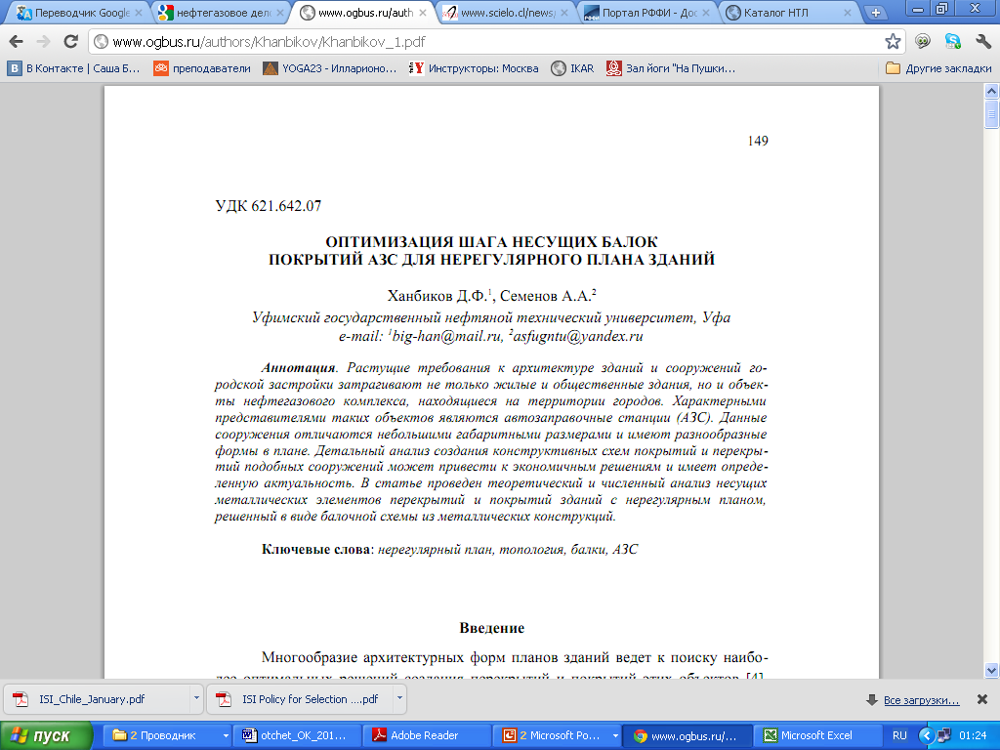 Переводчик Google
нефтегазовое дел
www.ogbus.ru/auth
www.scielo.cl/news
Портал РФФИ - Дос
Каталог НТЛ
www.ogbus.ru/authors/Khanbikov/Khanbikov_1.pdf
В Контакте | Саша Б...
преподаватели
YOGA23 - Илларионо...
Инструкторы: Москва
IKAR
Зал йоги "На Пушки...
Другие закладки
149
УДК 621.642.07
ОПТИМИЗАЦИЯ ШАГА НЕСУЩИХ БАЛОК
ПОКРЫТИЙ АЗС ДЛЯ НЕРЕГУЛЯРНОГО ПЛАНА ЗДАНИЙ
Ханбиков Д.Ф.¹, Семенов А.А.²
Уфимский государственный нефтяной технический университет, Уфа
e-mail: ¹big-han@mail.ru, ²asfugntu@yandex.ru
Аннотация. Растущие требования к архитектуре зданий и сооружений го-
родской застройки затрагивают не только жилые и общественные здания, но и объек-
ты нефтегазового комплекса, находящиеся на территории городов. Характерными
представителями таких объектов являются автозаправочные станции (АЗС). Данные
сооружения отличаются небольшими габаритными размерами и имеют разнообразные
формы в плане. Детальный анализ создания конструктивных схем покрытий и перекры-
тий подобных сооружений может привести к экономичным решениям и имеет опреде-
ленную актуальность. В статье проведен теоретический и численный анализ несущих
металлических элементов перекрытий и покрытий зданий с нерегулярным планом,
решенный в виде балочной схемы из металлических конструкций.
Ключевые слова: нерегулярный план, топология, балки, АЗС
Введение
Многообразие архитектурных форм планов зданий ведет к поиску наибо-
лее оптимальных решений создания перекрытий и покрытий этих объектов [4].
ISI_Chile_January.pdf
ISI Policy for Selection ....pdf
Все загрузки...
пуск
2 Проводник
otchet_OK_201...
Adobe Reader
2 Microsoft Po...
www.ogbus.ru/...
Microsoft Excel
RU
01:24